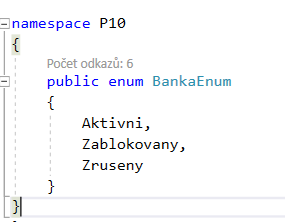 namespace P10
{
Počet odkazů: 6
public enum BankaEnum
{
Aktivni,
Zablokovany,
Zruseny
}
}